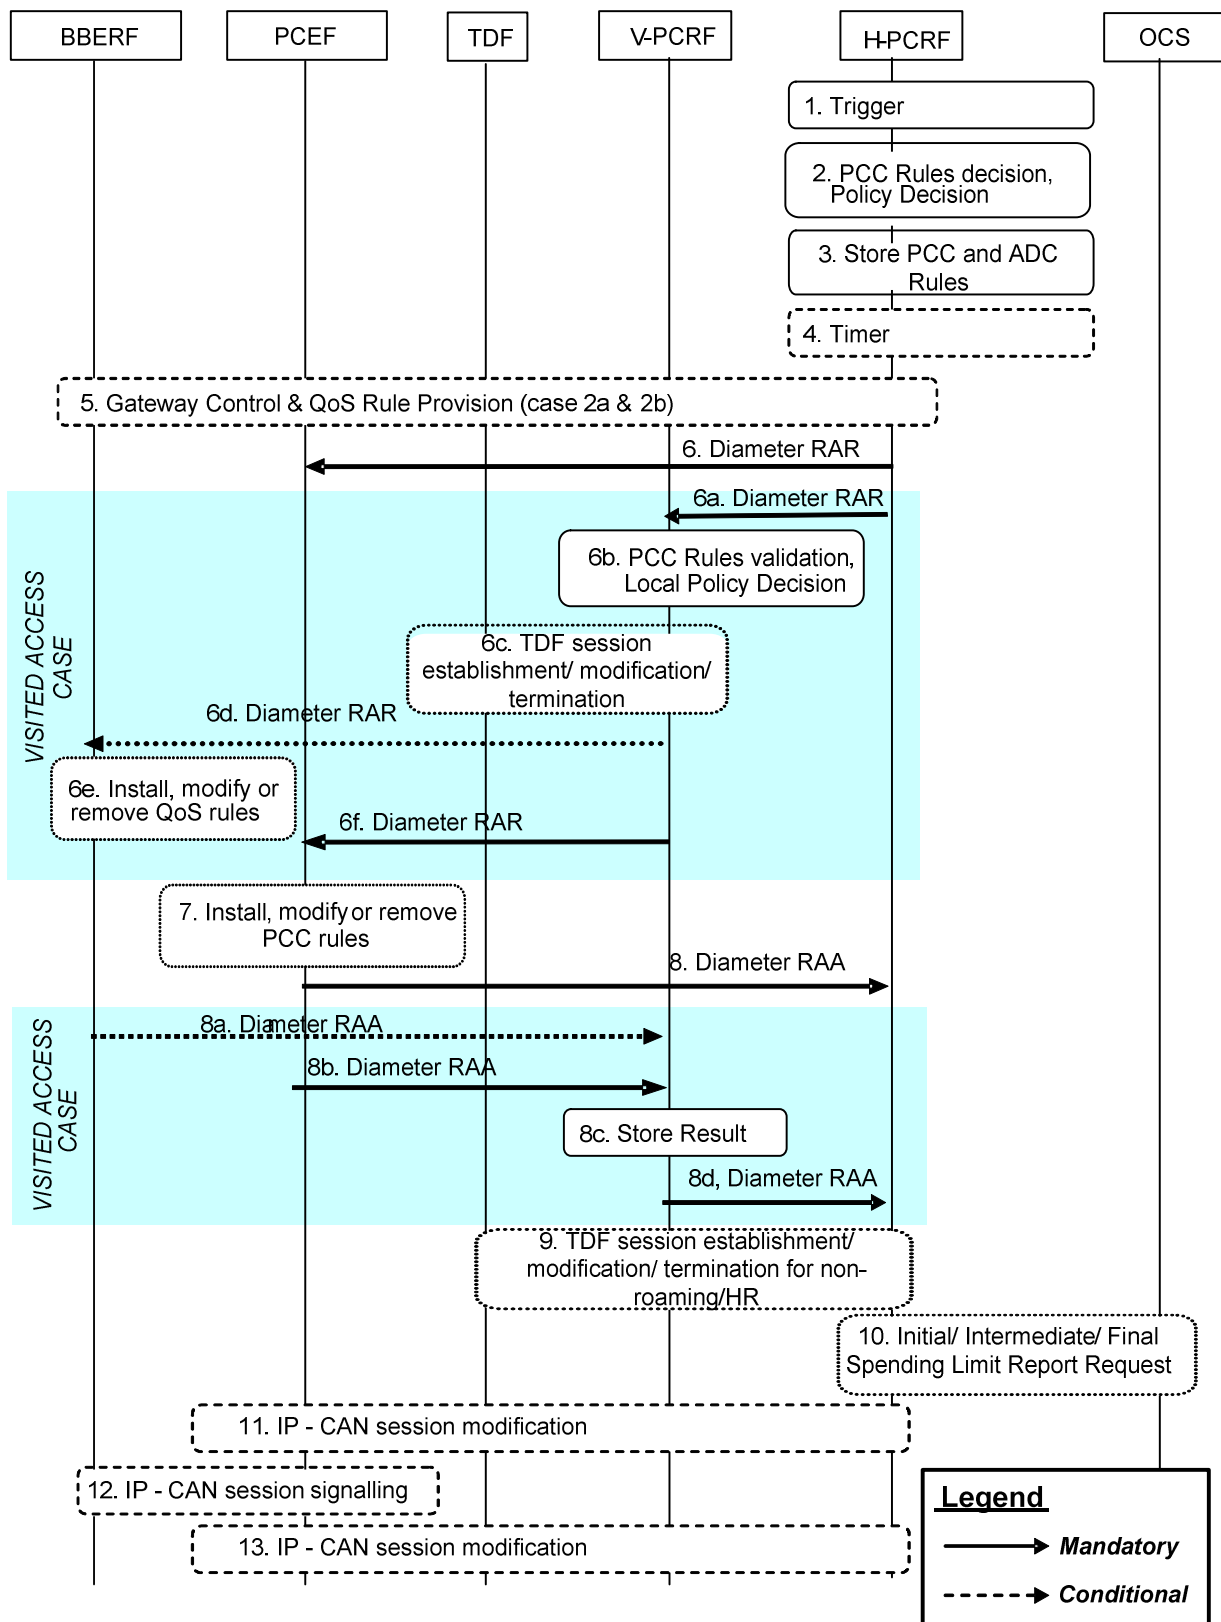 BBERF
PCEF
TDF
V-PCRF
H-PCRF
OCS
1. Trigger
2. PCC Rules decision,
Policy Decision
3. Store PCC and ADC
Rules
4. Timer
5. Gateway Control & QoS Rule Provision (case 2a & 2b)
6. Diameter RAR
6a. Diameter RAR
6b. PCC Rules validation,
Local Policy Decision
VISITED ACCESS
CASE
6c. TDF session
establishment/ modification/
termination
6d. Diameter RAR
6e. Install, modify or
remove QoS rules
6f. Diameter RAR
7. Install, modify or remove
PCC rules
8. Diameter RAA
VISITED ACCESS
CASE
8a. Diameter RAA
8b. Diameter RAA
8c. Store Result
8d, Diameter RAA
9. TDF session establishment/
modification/ termination for non-
roaming/HR
10. Initial/ Intermediate/ Final
Spending Limit Report Request
11. IP - CAN session modification
12. IP - CAN session signalling
13. IP - CAN session modification
Legend
Mandatory
Conditional